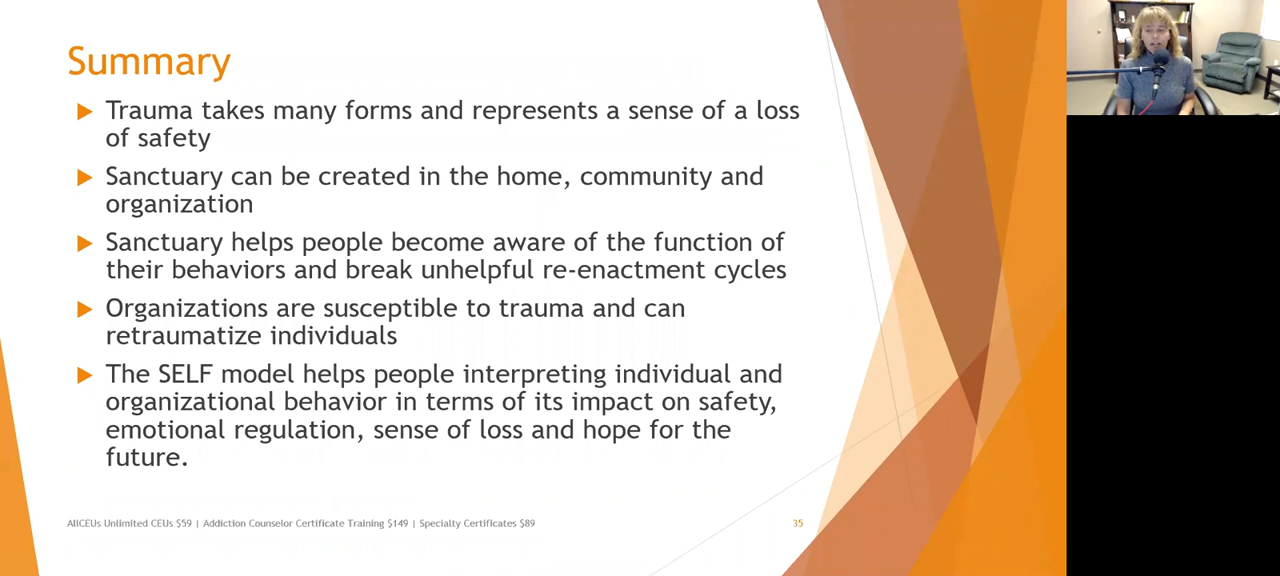 Summary
Trauma takes many forms and represents a sense of a loss
of safety
Sanctuary can be created in the home, community and
organization
Sanctuary helps people become aware of the function of
their behaviors and break unhelpful re-enactment cycles
Organizations are susceptible to trauma and can
retraumatize individuals
The SELF model helps people interpreting individual and
organizational behavior in terms of its impact on safety,
emotional regulation, sense of loss and hope for the
future.
AllCEUs Unlimited CEUs $59 | Addiction Counselor Certificate Training $149 | Specialty Certificates $89
35